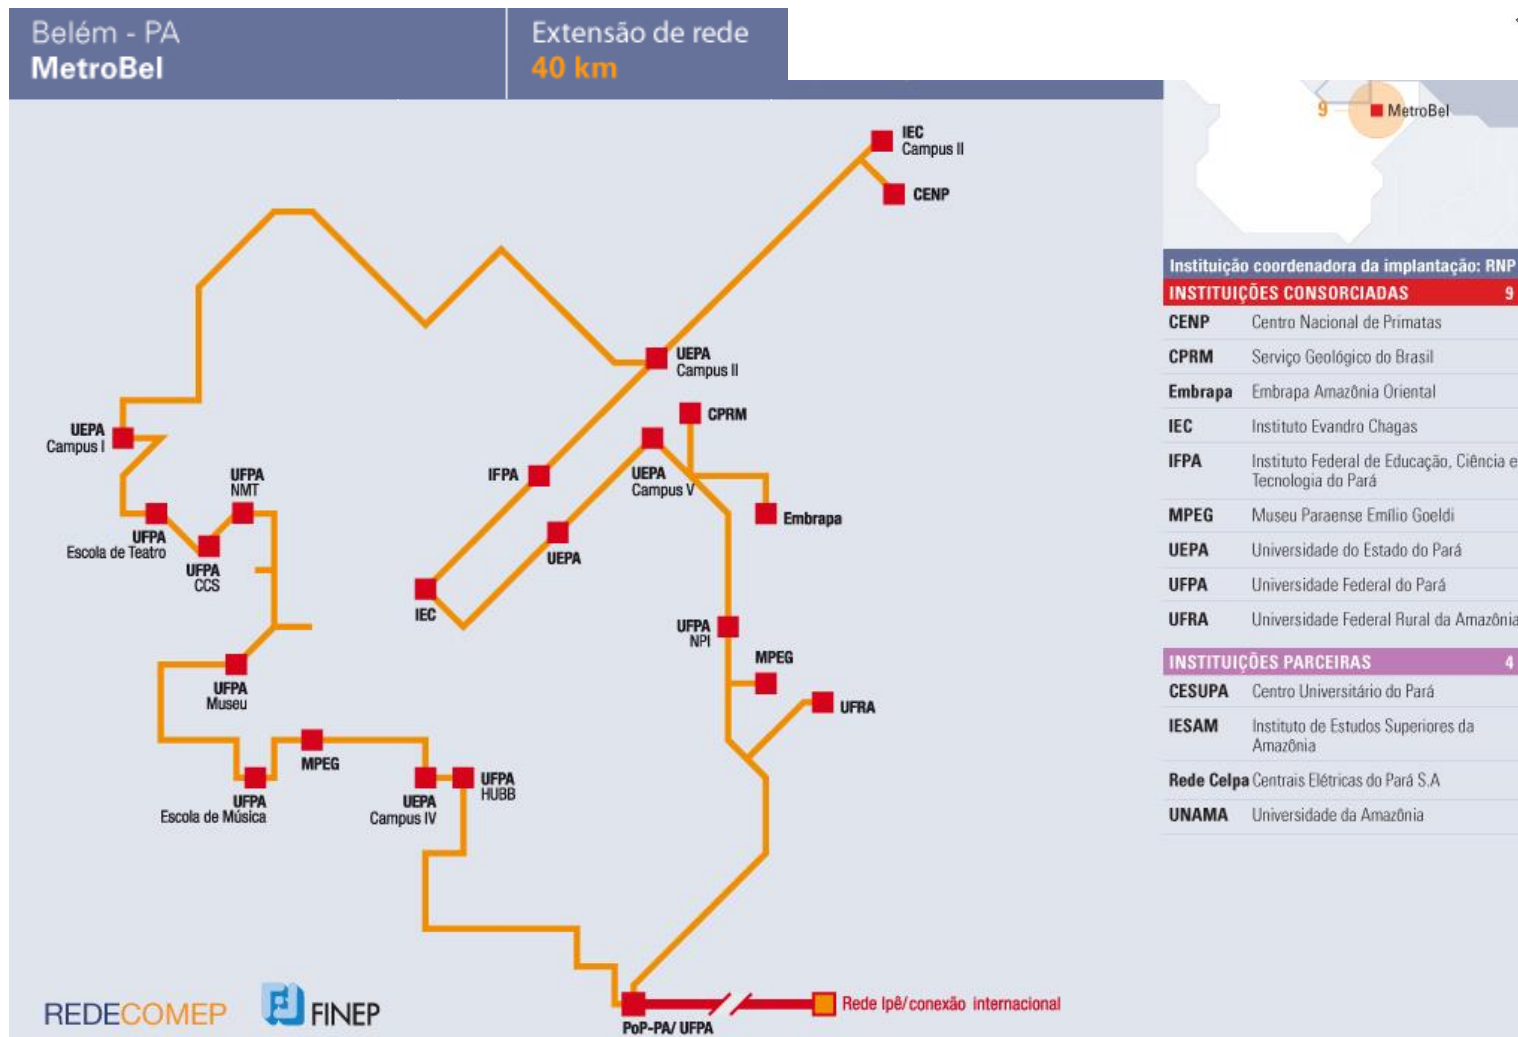 Belém - PA
MetroBel
Extensão de rede
40 km
9
MetroBel
IEC
Campus II
CENP
UEPA
Campus II
CPRM
UEPA
Campus I
IFPA
UEPA
Campus V
UFPA
NMT
Embrapa
UFPA
Escola de Teatro
UEPA
UFPA
CCS
IEC
UFPA
NPI
MPEG
UFPA
Museu
UFRA
MPEG
UFPA
HUBB
UFPA
Escola de Música
UEPA
Campus IV
PoP-PA/ UFPA
Rede Ipê/conexão internacional
REDECOMEP
FINEP
Instituição coordenadora da implantação: RNP
INSTITUIÇÕES CONSORCIADAS 9
CENP Centro Nacional de Primatas
CPRM Serviço Geológico do Brasil
Embrapa Embrapa Amazônia Oriental
IEC Instituto Evandro Chagas
IFPA Instituto Federal de Educação, Ciência e
Tecnologia do Pará
MPEG Museu Paraense Emílio Goeldi
UEPA Universidade do Estado do Pará
UFPA Universidade Federal do Pará
UFRA Universidade Federal Rural da Amazônia
INSTITUIÇÕES PARCEIRAS 4
CESUPA Centro Universitário do Pará
IESAM Instituto de Estudos Superiores da
Amazônia
Rede Celpa Centrais Elétricas do Pará S.A
UNAMA Universidade da Amazônia